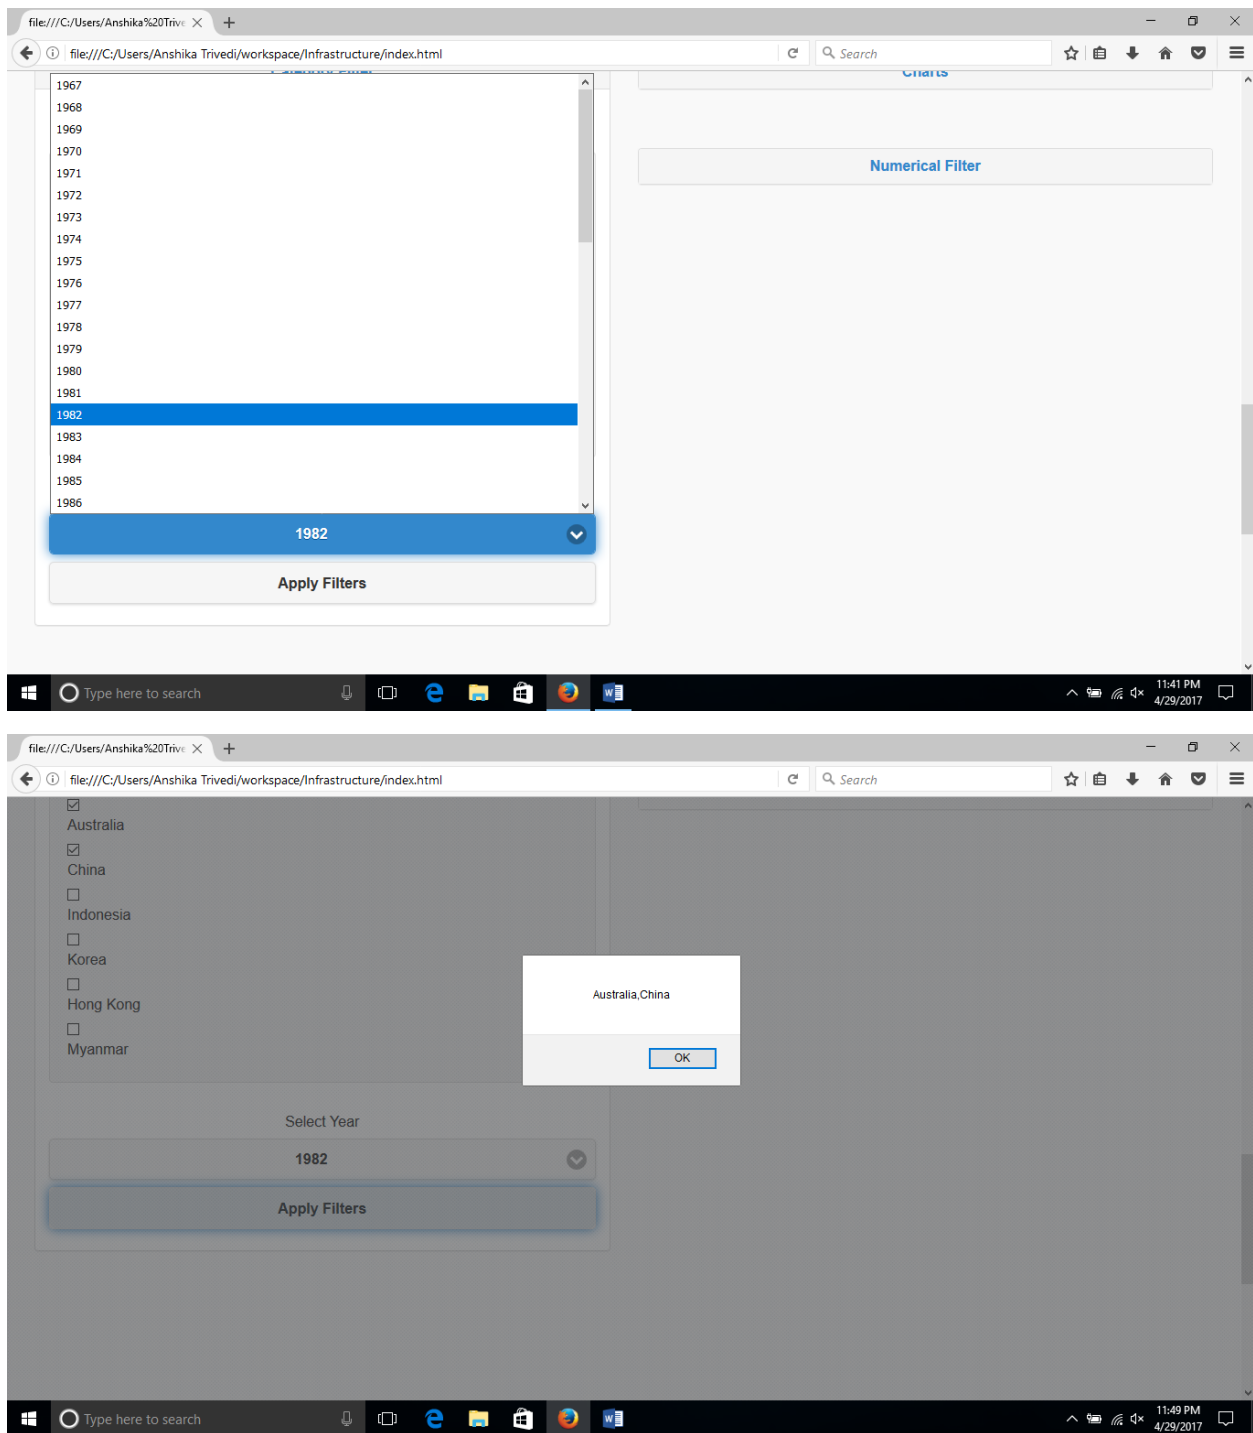 file:///C:/Users/Anshika%20Trive
file:///C:/Users/Anshika Trivedi/workspace/Infrastructure/index.html
Search
Category Filter
Charts
1967
1968
1969
1970
Numerical Filter
1971
1972
1973
1974
1975
1976
1977
1978
1979
1980
1981
1982
1983
1984
1985
1986
1982
Apply Filters
Type here to search
11:41 PM
4/29/2017
file:///C:/Users/Anshika%20Trive
file:///C:/Users/Anshika Trivedi/workspace/Infrastructure/index.html
Search
Australia
China
Indonesia
Korea
Hong Kong
Myanmar
Australia,China
OK
Select Year
1982
Apply Filters
Type here to search
11:49 PM
4/29/2017